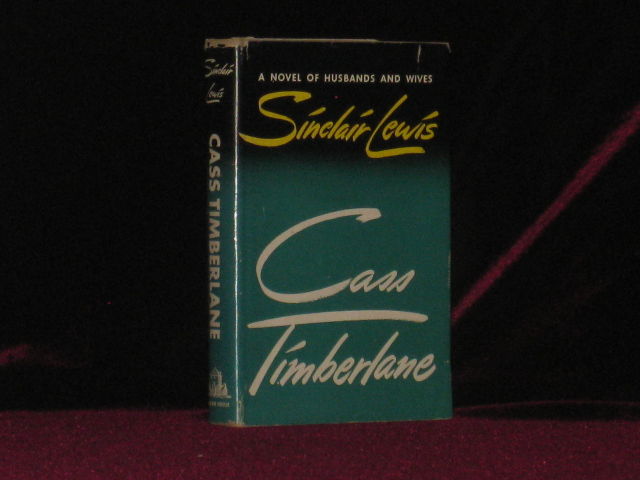 Sinclair
Lewis
CASS TIMBERLANE
A NOVEL OF HUSBANDS AND WIVES
Sinclair Lewis
Cass
Timberlane